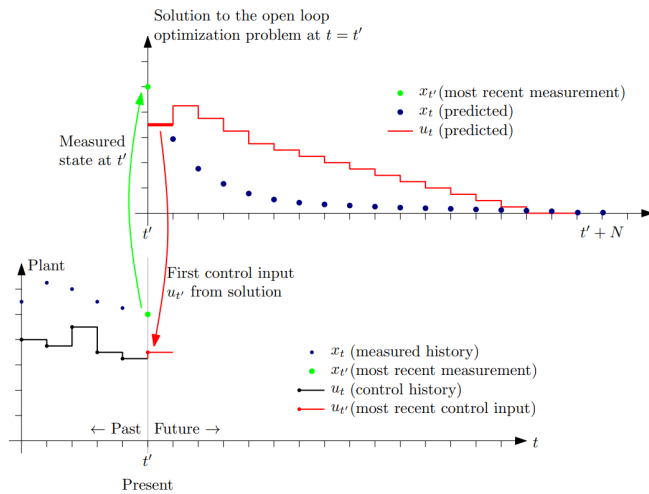 Solution to the open loop
optimization problem at t = t′
x_{t′}(most recent measurement)
x_t (predicted)
u_t (predicted)
Measured
state at t′
t′
t′ + N
Plant
First control input
u_{t′} from solution
x_t (measured history)
x_{t′}(most recent measurement)
u_t (control history)
u_{t′}(most recent control input)
← Past Future →
t
t′
Present